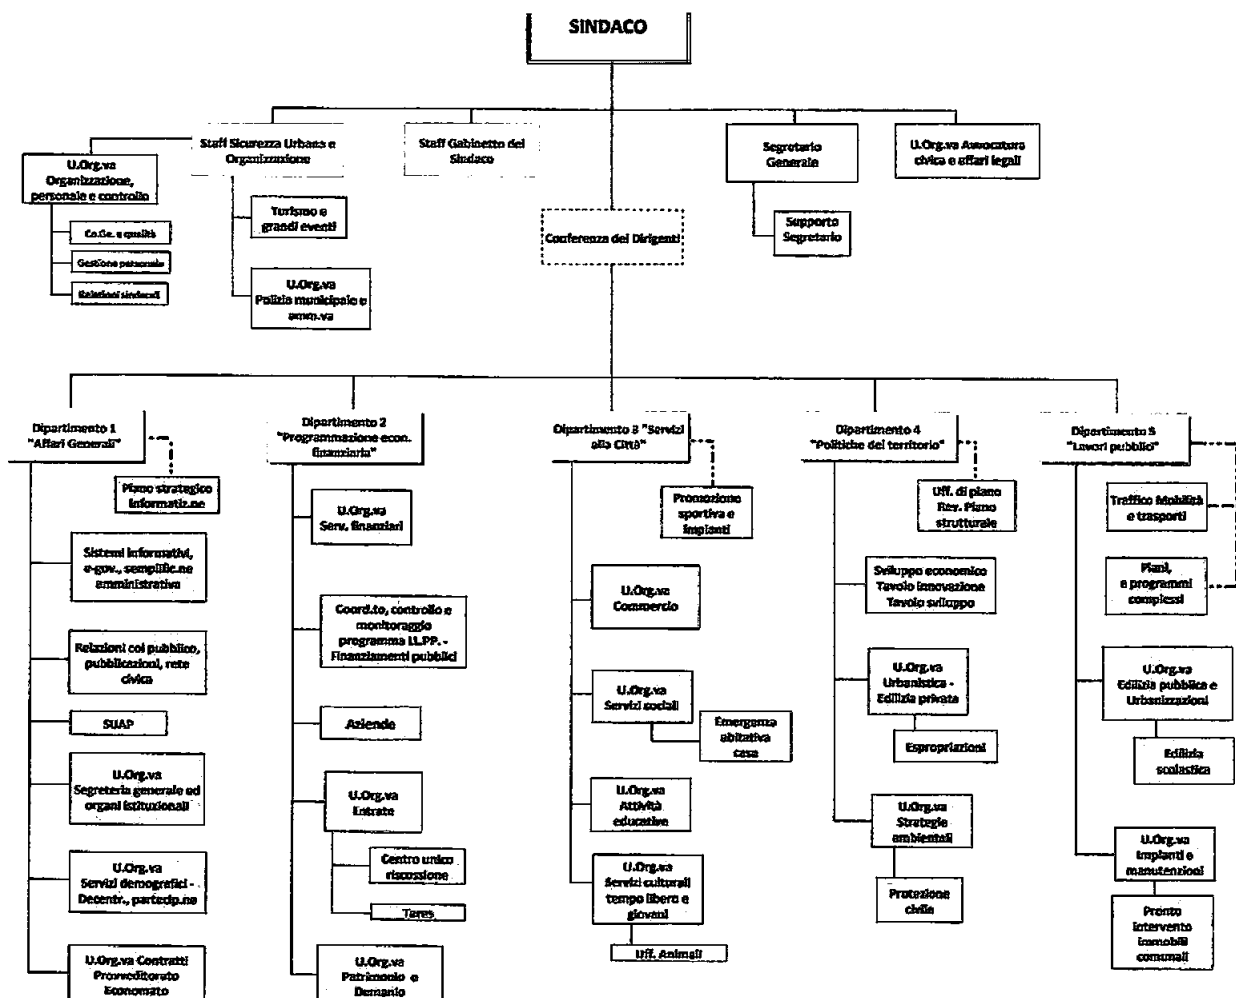 SINDACO
Staff Sicurezza Urbana e
Organizzazione
Staff Gabinetto del
Sindaco
Segretario
Generale
U.Org.va Avvocatura
civica e affari legali
U.Org.va
Organizzazione,
personale e controllo
Co.Ge. e qualità
Gestione personale
Relazioni sindacali
Turismo e
grandi eventi
U.Org.va
Polizia municipale e
amm.va
Conferenza dei Dirigenti
Supporto
Segretario
Dipartimento 1
"Affari Generali"
Piano strategico
informatiz.ne
Sistemi informativi,
e-gov., semplific.ne
amministrativa
Relazioni col pubblico,
pubblicazioni, rete
civica
SUAP
U.Org.va
Segreteria generale ed
organi istituzionali
U.Org.va
Servizi demografici -
Decentr., partecip.ne
U.Org.va Contratti
Provveditorato
Economato
Dipartimento 2
"Programmazione econ.
finanziaria"
U.Org.va
Serv. finanziari
Coord.to, controllo e
monitoraggio
programma LL.PP. -
Finanziamenti pubblici
Aziende
U.Org.va
Entrate
Centro unico
riscossione
Tares
U.Org.va
Patrimonio e
Demanio
Dipartimento 3 "Servizi
alla Città"
Promozione
sportiva e
impianti
U.Org.va
Commercio
U.Org.va
Servizi sociali
Emergenza
abitativa
casa
U.Org.va
Attività
educative
U.Org.va
Servizi culturali
tempo libero e
giovani
Uff. Animali
Dipartimento 4
"Politiche del territorio"
Uff. di piano
Rev. Piano
strutturale
Sviluppo economico
Tavolo innovazione
Tavolo sviluppo
U.Org.va
Urbanistica -
Edilizia privata
Espropriazioni
U.Org.va
Strategie
ambientali
Protezione
civile
Dipartimento 5
"Lavori pubblici"
Traffico Mobilità
e trasporti
Piani,
e programmi
complessi
U.Org.va
Edilizia pubblica e
Urbanizzazioni
Edilizia
scolastica
U.Org.va
Impianti e
manutenzioni
Pronto
intervento
immobili
comunali